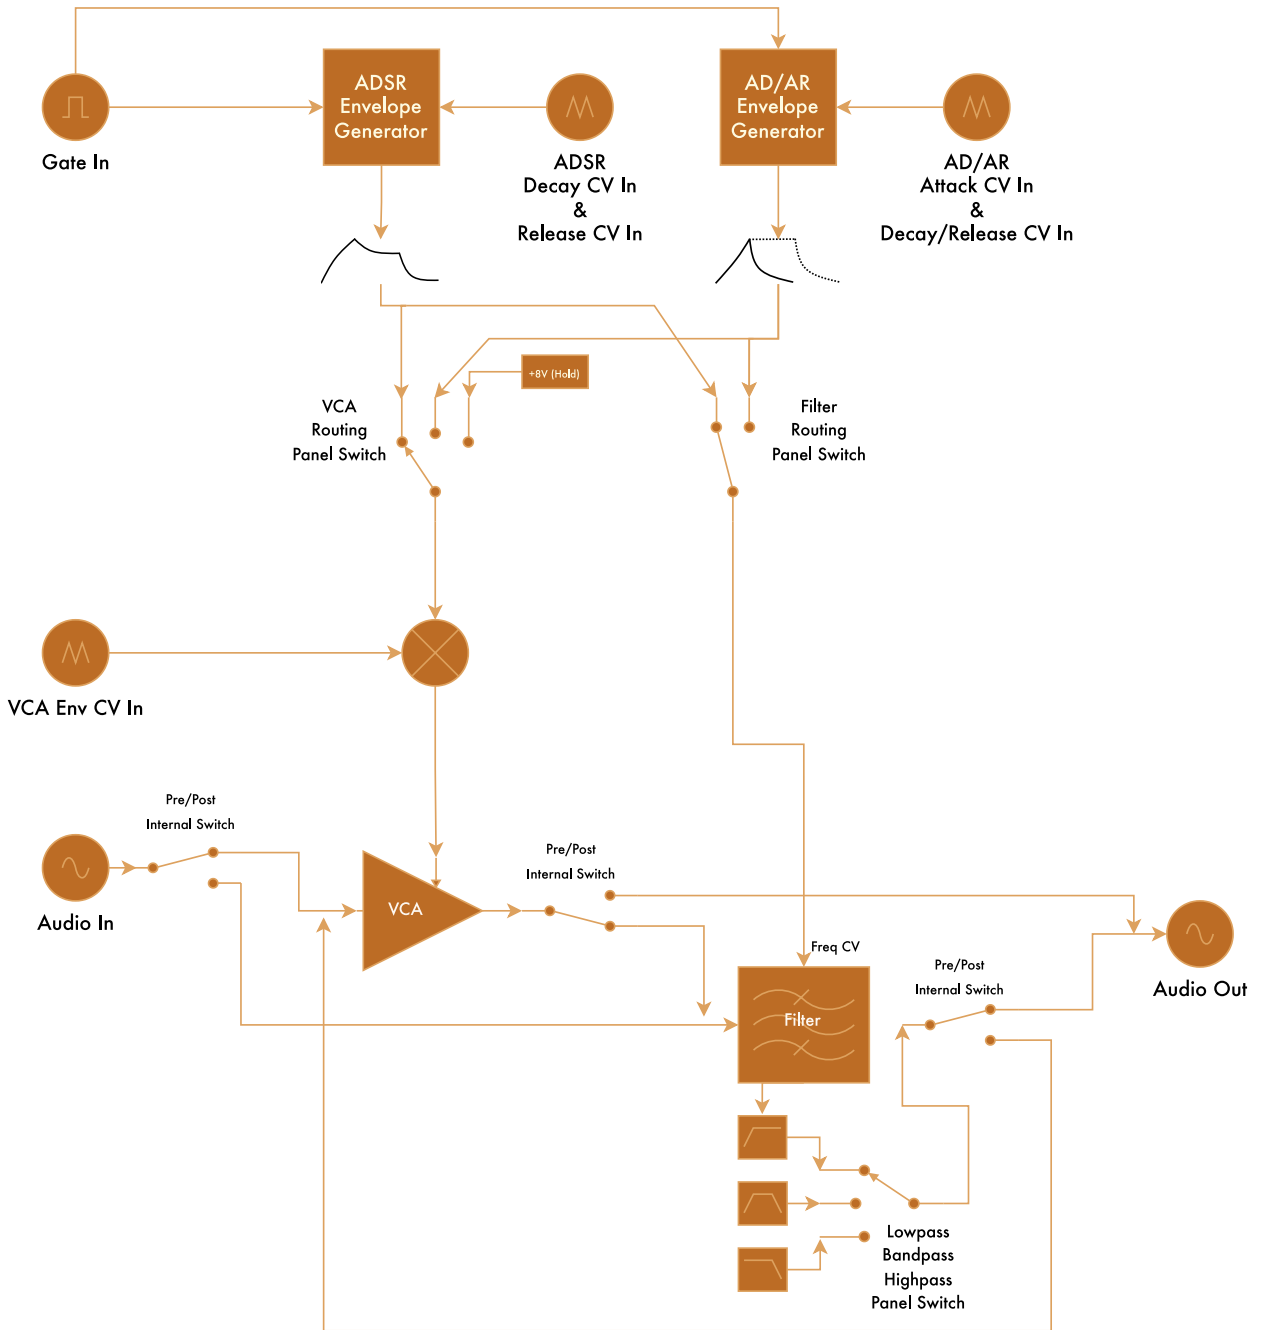 ADSR
Envelope
Generator
AD/AR
Envelope
Generator
Gate In
ADSR
Decay CV In
&
Release CV In
AD/AR
Attack CV In
&
Decay/Release CV In
+8V (Hold)
VCA
Routing
Panel Switch
Filter
Routing
Panel Switch
VCA Env CV In
Pre/Post
Internal Switch
Audio In
VCA
Pre/Post
Internal Switch
Freq CV
Filter
Pre/Post
Internal Switch
Audio Out
Lowpass
Bandpass
Highpass
Panel Switch